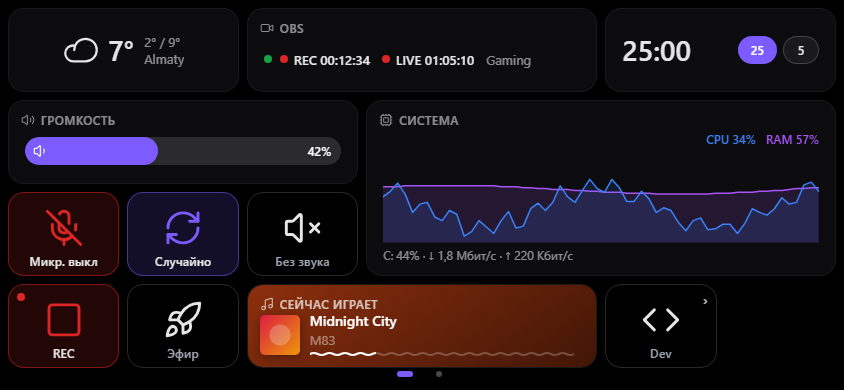 7° 2° / 9°
Almaty
OBS
REC 00:12:34 LIVE 01:05:10 Gaming
25:00 25 5
ГРОМКОСТЬ
42%
СИСТЕМА
CPU 34% RAM 57%
C: 44% · ↓ 1,8 Мбит/с · ↑ 220 Кбит/с
Микр. выкл
Случайно
Без звука
REC
Эфир
СЕЙЧАС ИГРАЕТ
Midnight City
M83
Dev